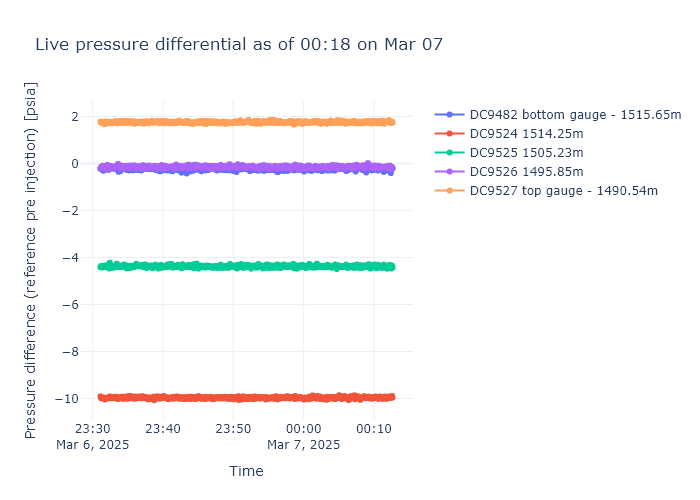 Live pressure differential as of 00:18 on Mar 07
Pressure difference (reference pre injection) [psia]
2
0
−2
−4
−6
−8
−10
23:30
Mar 6, 2025
23:40
23:50
00:00
Mar 7, 2025
00:10
Time
DC9482 bottom gauge - 1515.65m
DC9524 1514.25m
DC9525 1505.23m
DC9526 1495.85m
DC9527 top gauge - 1490.54m